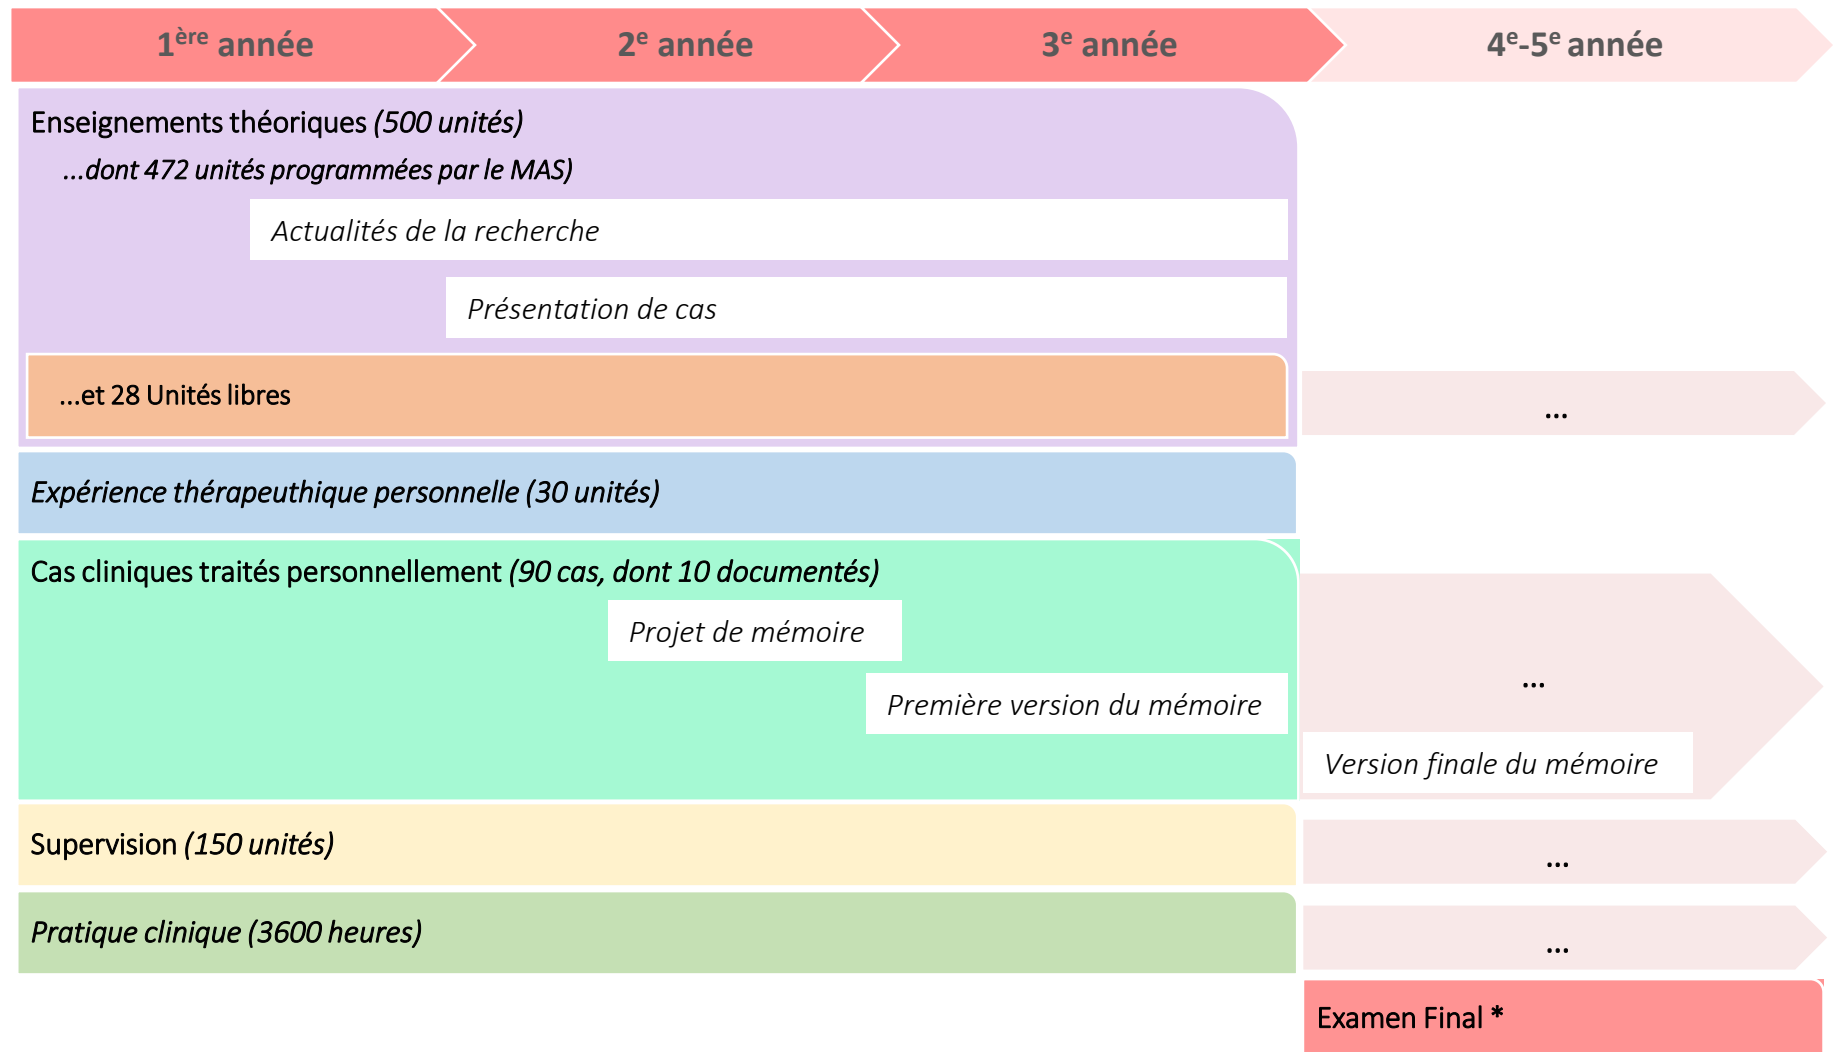 1ère année
2e année
3e année
4e-5e année
Enseignements théoriques (500 unités)
...dont 472 unités programmées par le MAS)
Actualités de la recherche
Présentation de cas
...et 28 Unités libres
...
Expérience thérapeuthique personnelle (30 unités)
Cas cliniques traités personnellement (90 cas, dont 10 documentés)
Projet de mémoire
...
Première version du mémoire
Version finale du mémoire
Supervision (150 unités)
...
Pratique clinique (3600 heures)
...
Examen Final *